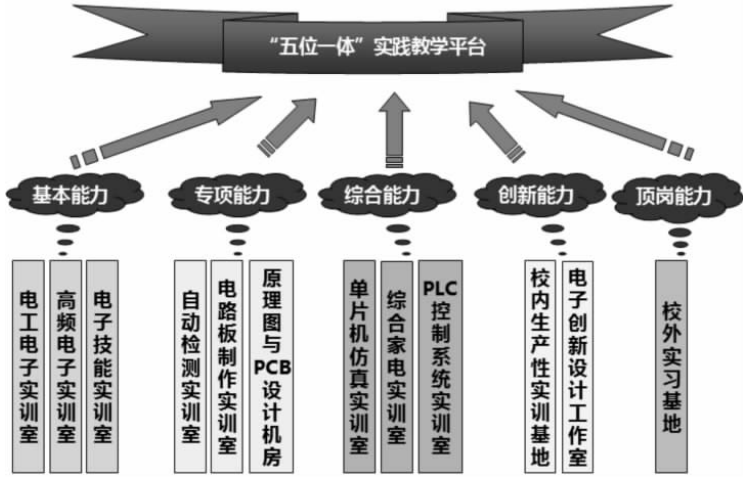 “五位一体”实践教学平台
基本能力
专项能力
综合能力
创新能力
顶岗能力
电工电子实训室
高频电子实训室
电子技能实训室
自动检测实训室
电路板制作实训室
原理图与PCB设计机房
单片机仿真实训室
综合家电实训室
PLC控制系统实训室
校内生产性实训基地
电子创新设计工作室
校外实习基地